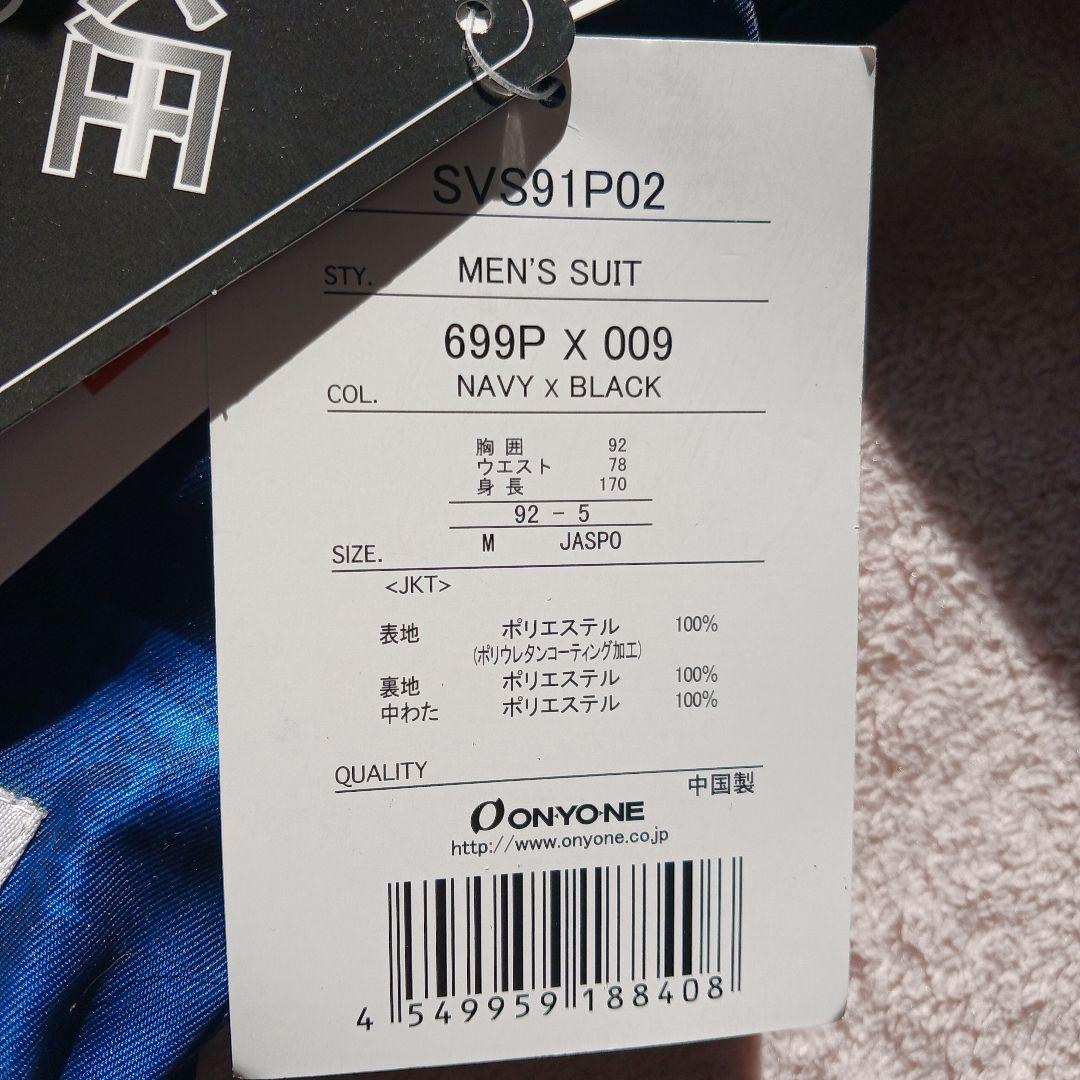 用
SVS91P02
STY. MEN'S SUIT
699P X 009
COL. NAVY X BLACK
胸 囲 92
ウエスト 78
身 長 170
92 - 5
SIZE. M JASPO
<JKT>
表地 ポリエステル 100%
(ポリウレタンコーティング加工)
裏地 ポリエステル 100%
中わた ポリエステル 100%
QUALITY
中国製
ON•YO•NE
http://www.onyone.co.jp
4 549959 188408